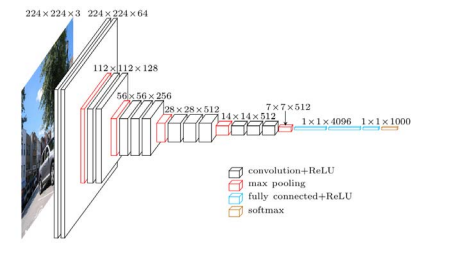 224×224×3
224×224×64
112×112×128
56×56×256
28×28×512
14×14×512
7×7×512
1×1×4096
1×1×1000
convolution+ReLU
max pooling
fully connected+ReLU
softmax